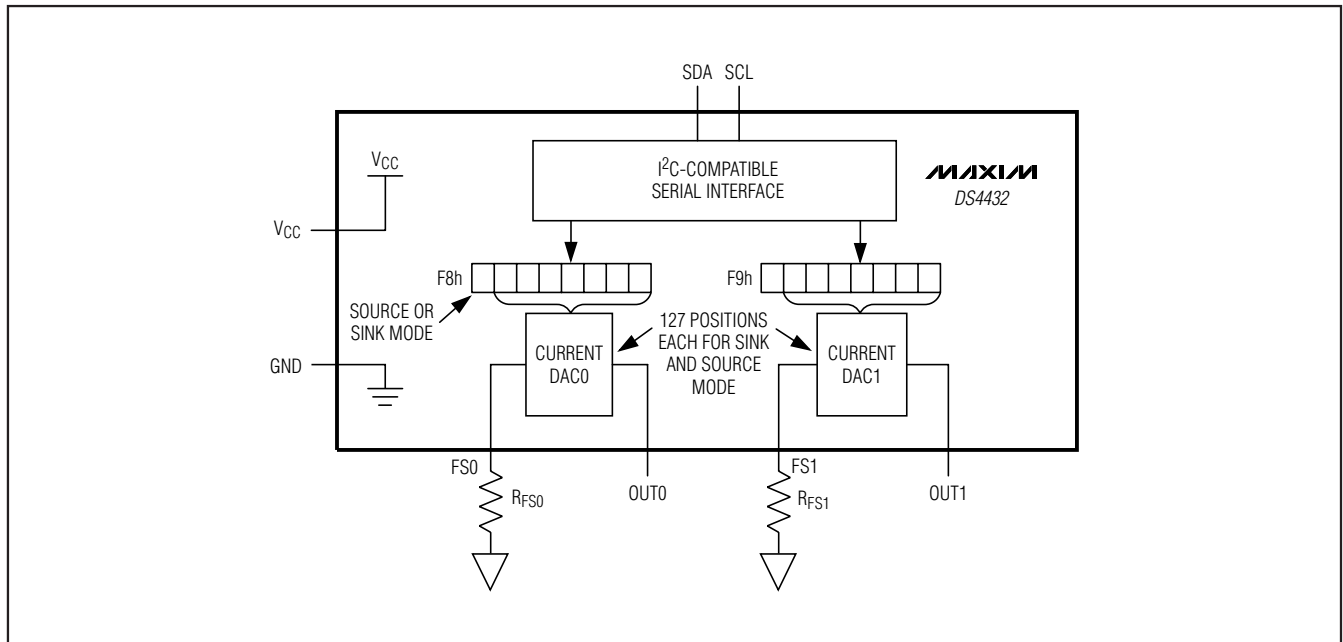 SDA SCL
I²C-COMPATIBLE
SERIAL INTERFACE
MAXIM
DS4432
VCC
VCC
F8h
F9h
SOURCE OR
SINK MODE
127 POSITIONS
EACH FOR SINK
AND SOURCE
MODE
CURRENT
DAC0
CURRENT
DAC1
GND
FS0
RFS0
OUT0
FS1
RFS1
OUT1